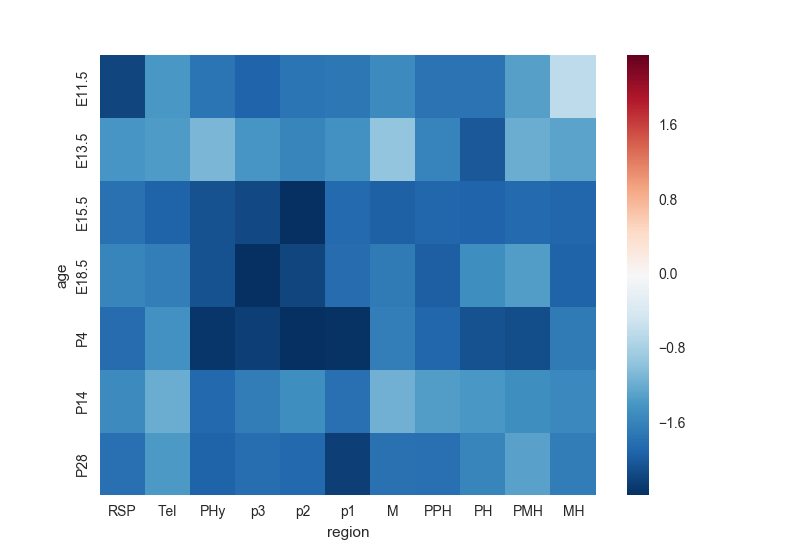 E11.5
E13.5
E15.5
E18.5
P4
P14
P28
age
RSP Tel PHy p3 p2 p1 M PPH PH PMH MH
region
1.6
0.8
0.0
−0.8
−1.6